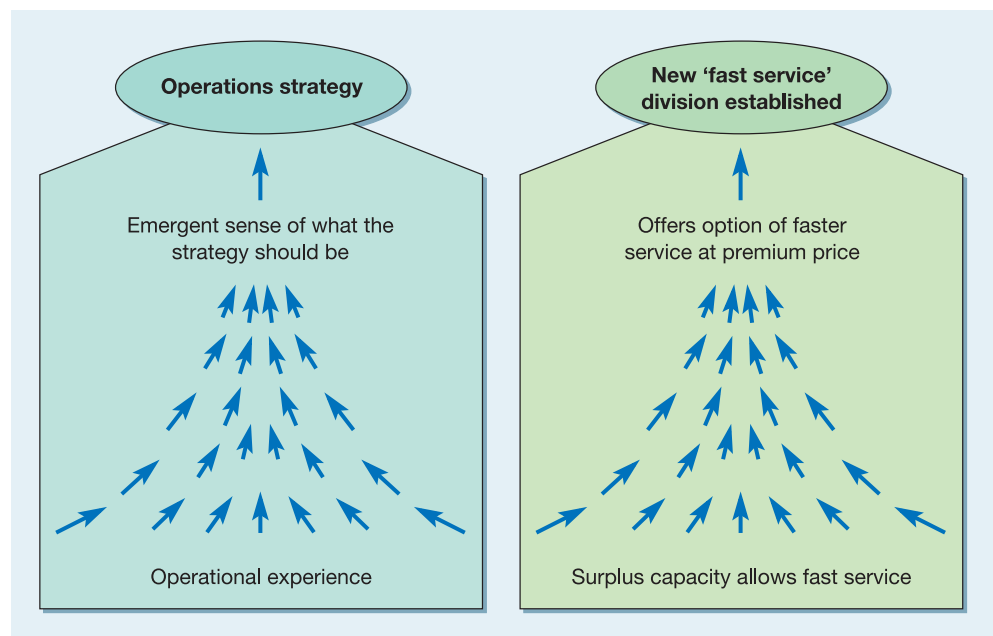 Operations strategy
Emergent sense of what the
strategy should be
Operational experience
New ‘fast service’
division established
Offers option of faster
service at premium price
Surplus capacity allows fast service